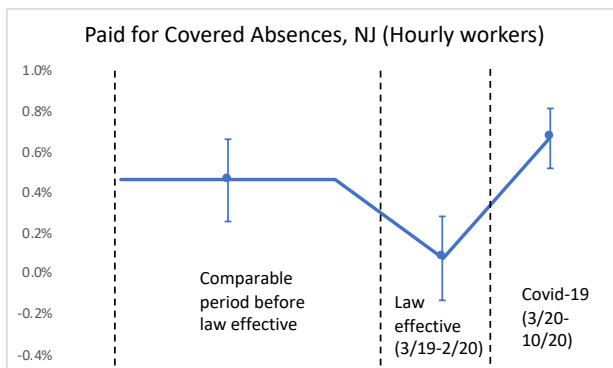 Paid for Covered Absences, NJ (Hourly workers)
1.0%
0.8%
0.6%
0.4%
0.2%
0.0%
-0.2%
-0.4%
Comparable
period before
law effective
Law
effective
(3/19-2/20)
Covid-19
(3/20-
10/20)